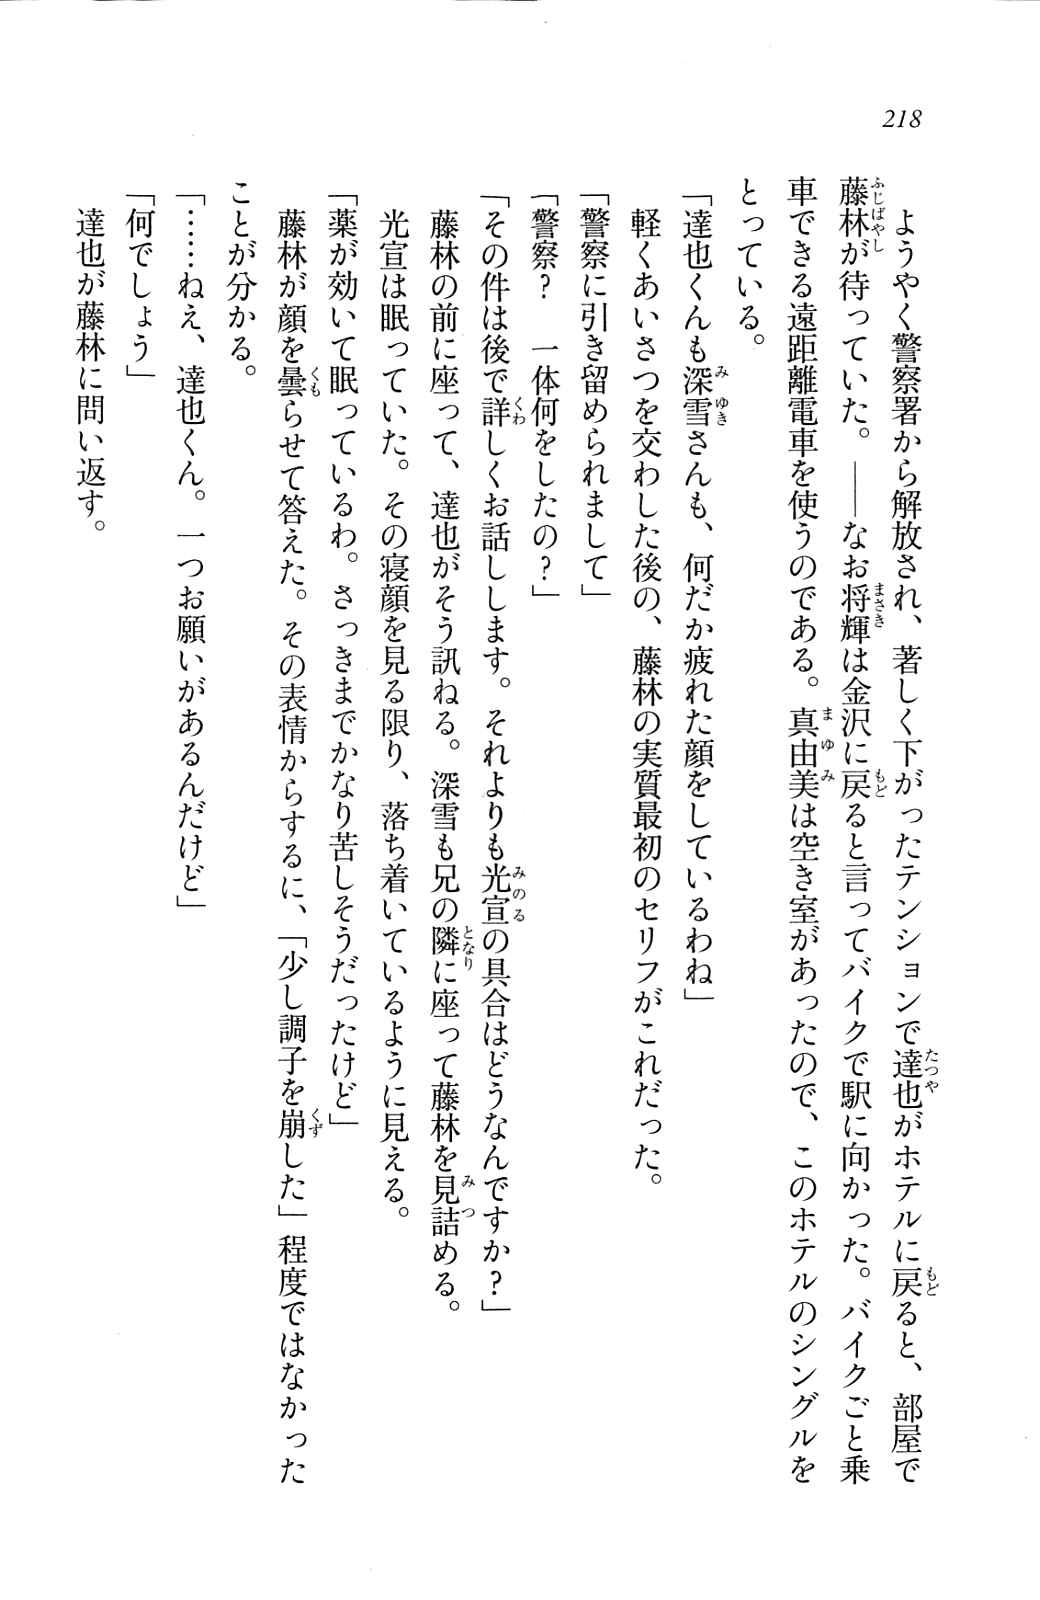 218
　ようやく警察署から解放され、著しく下がったテンションで達也がホテルに戻ると、部屋で
藤林が待っていた。――なお将輝は金沢に戻ると言ってバイクで駅に向かった。バイクごと乗
車できる遠距離電車を使うのである。真由美は空き室があったので、このホテルのシングルを
とっている。
「達也くんも深雪さんも、何だか疲れた顔をしているわね」
　軽くあいさつを交わした後の、藤林の実質最初のセリフがこれだった。
「警察に引き留められまして」
「警察？　一体何をしたの？」
「その件は後で詳しくお話しします。それよりも光宣の具合はどうなんですか？」
　藤林の前に座って、達也がそう訊ねる。深雪も兄の隣に座って藤林を見詰める。
　光宣は眠っていた。その寝顔を見る限り、落ち着いているように見える。
「薬が効いて眠っているわ。さっきまでかなり苦しそうだったけど」
　藤林が顔を曇らせて答えた。その表情からするに、「少し調子を崩した」程度ではなかった
ことが分かる。
「……ねえ、達也くん。一つお願いがあるんだけど」
「何でしょう」
　達也が藤林に問い返す。